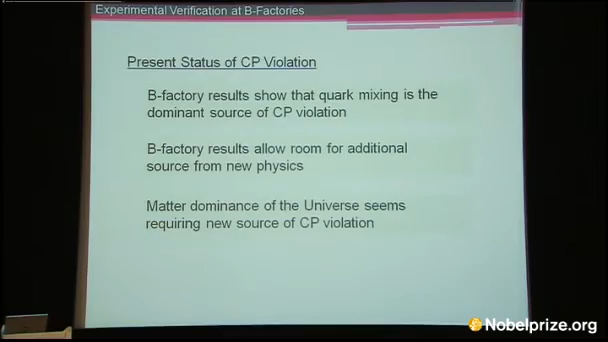 Experimental Verification at B-Factories
Present Status of CP Violation
B-factory results show that quark mixing is the
dominant source of CP violation
B-factory results allow room for additional
source from new physics
Matter dominance of the Universe seems
requiring new source of CP violation
Nobelprize.org